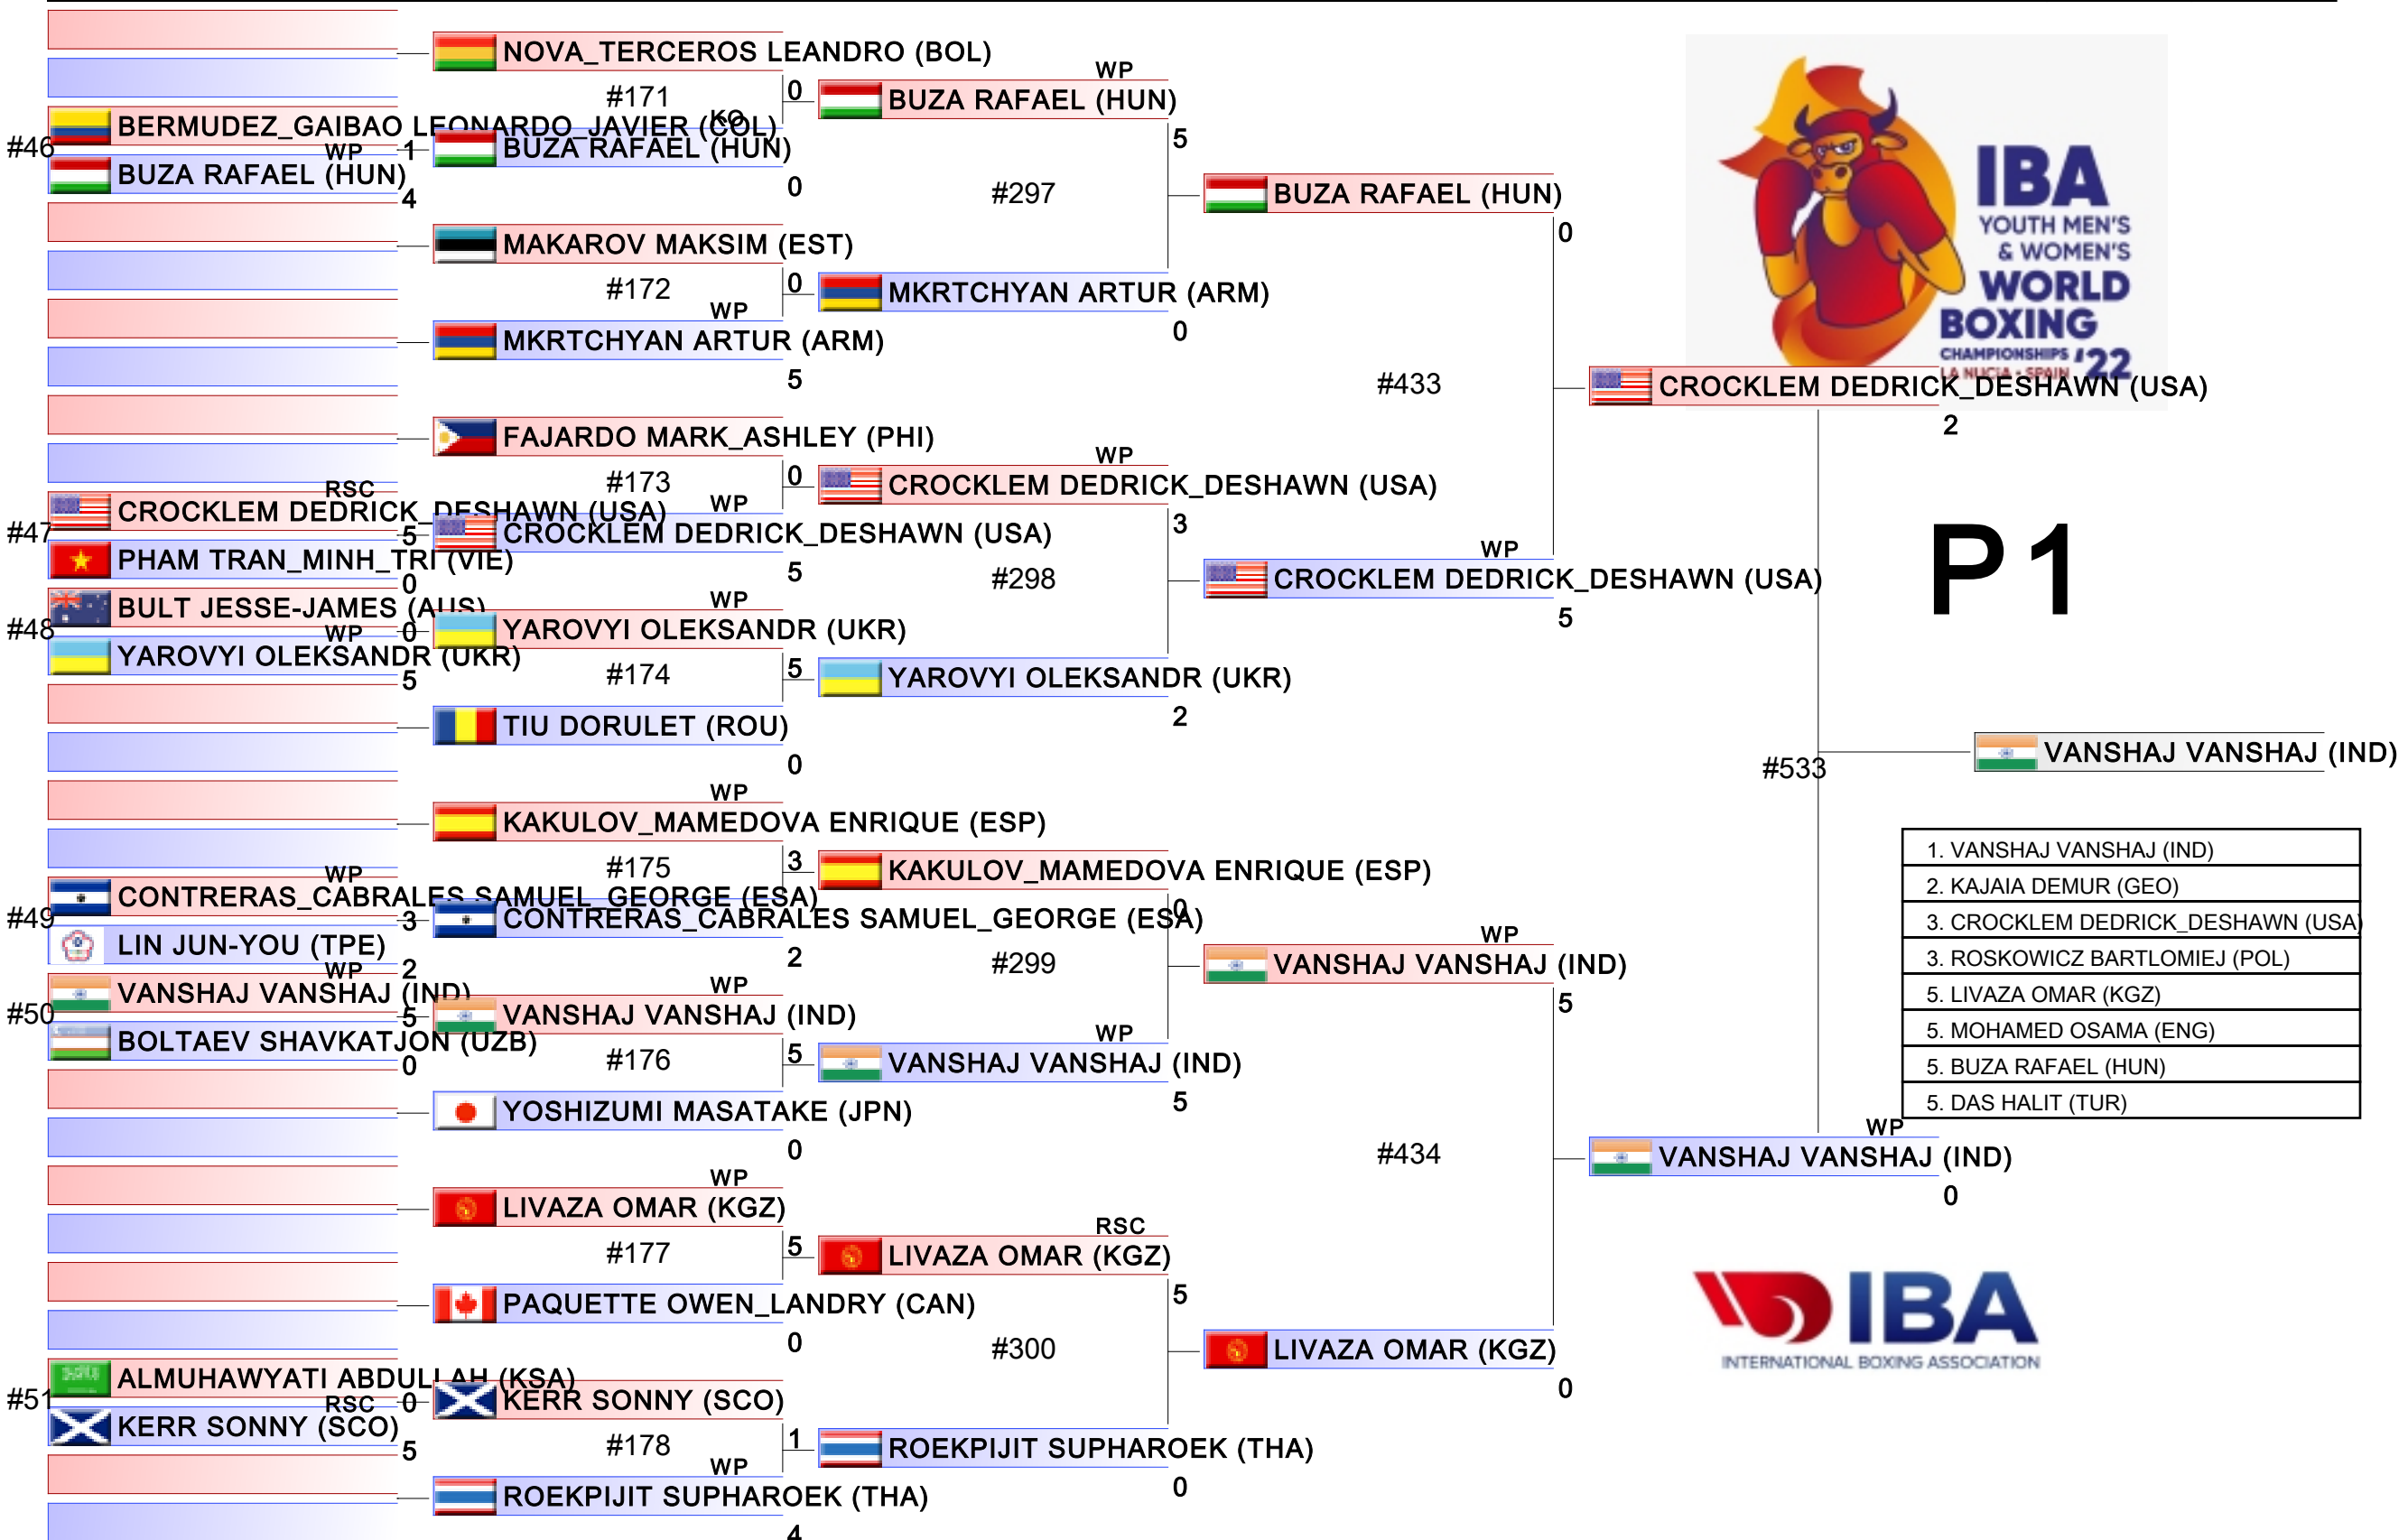 NOVA_TERCEROS LEANDRO (BOL)
#171
0
KO
BERMUDEZ_GAIBAO LEONARDO_JAVIER (COL)
#46
WP
1
BUZA RAFAEL (HUN)
4
BUZA RAFAEL (HUN)
0
WP
BUZA RAFAEL (HUN)
5
#297
MAKAROV MAKSIM (EST)
#172
0
WP
MKRTCHYAN ARTUR (ARM)
5
MKRTCHYAN ARTUR (ARM)
0
BUZA RAFAEL (HUN)
0
#433
FAJARDO MARK_ASHLEY (PHI)
#173
0
RSC
CROCKLEM DEDRICK_DESHAWN (USA)
#47
5
PHAM TRAN_MINH_TRI (VIE)
0
WP
CROCKLEM DEDRICK_DESHAWN (USA)
5
WP
CROCKLEM DEDRICK_DESHAWN (USA)
3
#298
BULT JESSE-JAMES (AUS)
#48
WP
0
YAROVYI OLEKSANDR (UKR)
5
WP
YAROVYI OLEKSANDR (UKR)
#174
5
TIU DORULET (ROU)
0
YAROVYI OLEKSANDR (UKR)
2
WP
CROCKLEM DEDRICK_DESHAWN (USA)
5
IBA
YOUTH MEN'S
& WOMEN'S
WORLD
BOXING
CHAMPIONSHIPS '22
LA NUCIA - SPAIN
CROCKLEM DEDRICK_DESHAWN (USA)
2
P1
#533
VANSHAJ VANSHAJ (IND)
WP
KAKULOV_MAMEDOVA ENRIQUE (ESP)
#175
3
WP
CONTRERAS_CABRALES SAMUEL_GEORGE (ESA)
#49
3
LIN JUN-YOU (TPE)
2
CONTRERAS_CABRALES SAMUEL_GEORGE (ESA)
2
KAKULOV_MAMEDOVA ENRIQUE (ESP)
0
#299
WP
VANSHAJ VANSHAJ (IND)
#50
5
BOLTAEV SHAVKATJON (UZB)
0
WP
VANSHAJ VANSHAJ (IND)
#176
5
YOSHIZUMI MASATAKE (JPN)
0
WP
VANSHAJ VANSHAJ (IND)
5
WP
VANSHAJ VANSHAJ (IND)
5
#434
WP
LIVAZA OMAR (KGZ)
#177
5
PAQUETTE OWEN_LANDRY (CAN)
0
RSC
LIVAZA OMAR (KGZ)
5
#300
ALMUHAWYATI ABDULLAH (KSA)
#51
RSC
0
KERR SONNY (SCO)
5
KERR SONNY (SCO)
#178
1
WP
ROEKPIJIT SUPHAROEK (THA)
4
ROEKPIJIT SUPHAROEK (THA)
0
LIVAZA OMAR (KGZ)
0
1. VANSHAJ VANSHAJ (IND)
2. KAJAIA DEMUR (GEO)
3. CROCKLEM DEDRICK_DESHAWN (USA)
3. ROSKOWICZ BARTLOMIEJ (POL)
5. LIVAZA OMAR (KGZ)
5. MOHAMED OSAMA (ENG)
5. BUZA RAFAEL (HUN)
5. DAS HALIT (TUR)
WP
VANSHAJ VANSHAJ (IND)
0
IBA
INTERNATIONAL BOXING ASSOCIATION